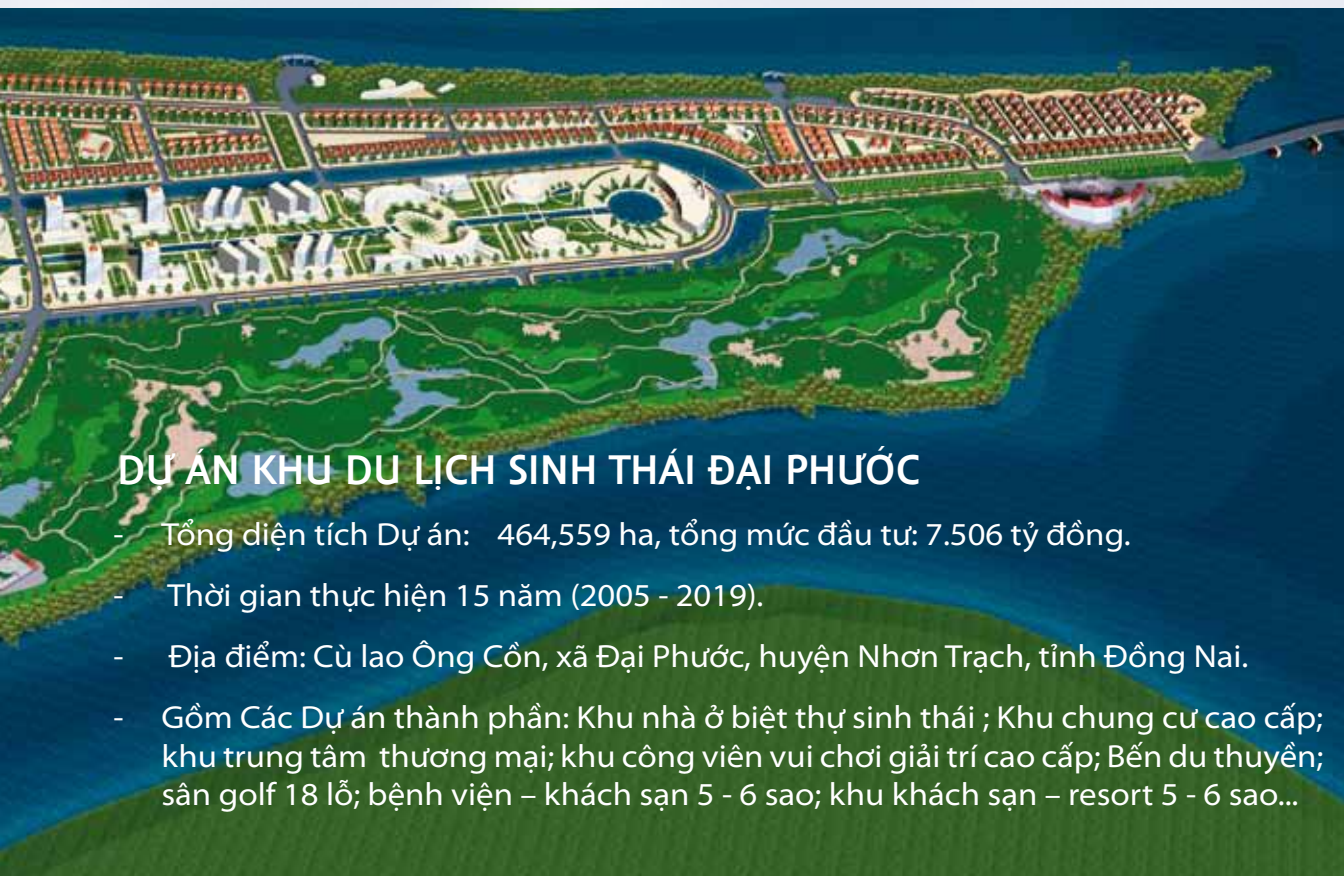 DỰ ÁN KHU DU LỊCH SINH THÁI ĐẠI PHƯỚC
- Tổng diện tích Dự án: 464,559 ha, tổng mức đầu tư: 7.506 tỷ đồng.
- Thời gian thực hiện 15 năm (2005 - 2019).
- Địa điểm: Cù lao Ông Cồn, xã Đại Phước, huyện Nhơn Trạch, tỉnh Đồng Nai.
- Gồm Các Dự án thành phần: Khu nhà ở biệt thự sinh thái ; Khu chung cư cao cấp;
khu trung tâm thương mại; khu công viên vui chơi giải trí cao cấp; Bến du thuyền;
sân golf 18 lỗ; bệnh viện – khách sạn 5 - 6 sao; khu khách sạn – resort 5 - 6 sao...